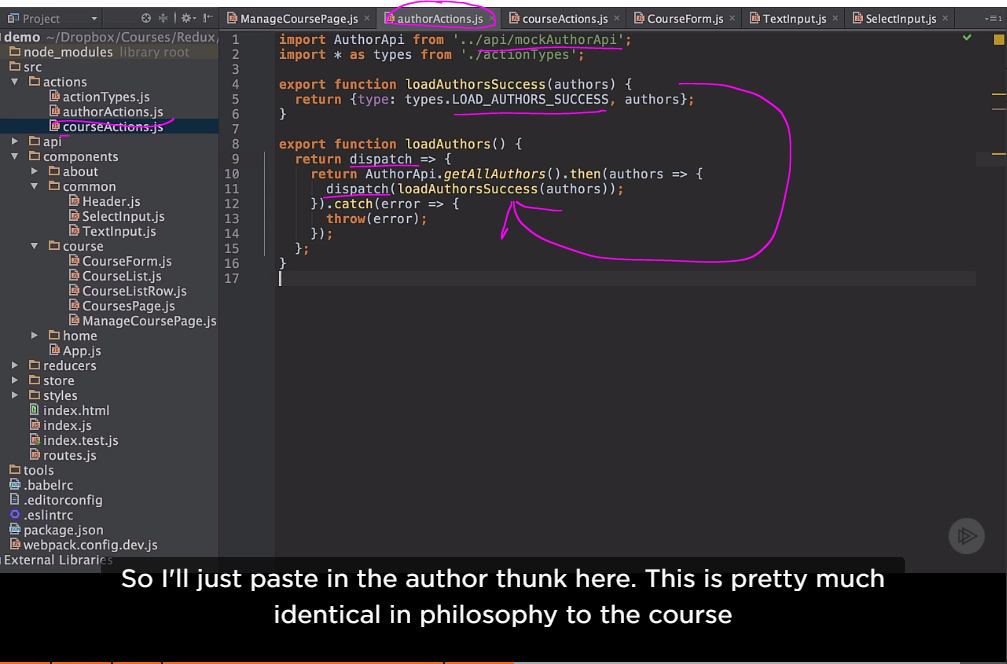 Project
ManageCoursePage.js
authorActions.js
courseActions.js
CourseForm.js
TextInput.js
SelectInput.js
demo ~/Dropbox/Courses/Redux/
node_modules library root
src
actions
actionTypes.js
authorActions.js
courseActions.js
api
components
about
common
Header.js
SelectInput.js
TextInput.js
course
CourseForm.js
CourseList.js
CourseListRow.js
CoursesPage.js
ManageCoursePage.js
home
App.js
reducers
store
styles
index.html
index.js
index.test.js
routes.js
tools
.babelrc
.editorconfig
.eslintrc
package.json
webpack.config.dev.js
External Libraries
1 import AuthorApi from '../api/mockAuthorApi';
2 import * as types from './actionTypes';
3
4 export function loadAuthorsSuccess(authors) {
5 return {type: types.LOAD_AUTHORS_SUCCESS, authors};
6 }
7
8 export function loadAuthors() {
9 return dispatch => {
10 return AuthorApi.getAllAuthors().then(authors => {
11 dispatch(loadAuthorsSuccess(authors));
12 }).catch(error => {
13 throw(error);
14 });
15 };
16 }
17
So I'll just paste in the author thunk here. This is pretty much
identical in philosophy to the course